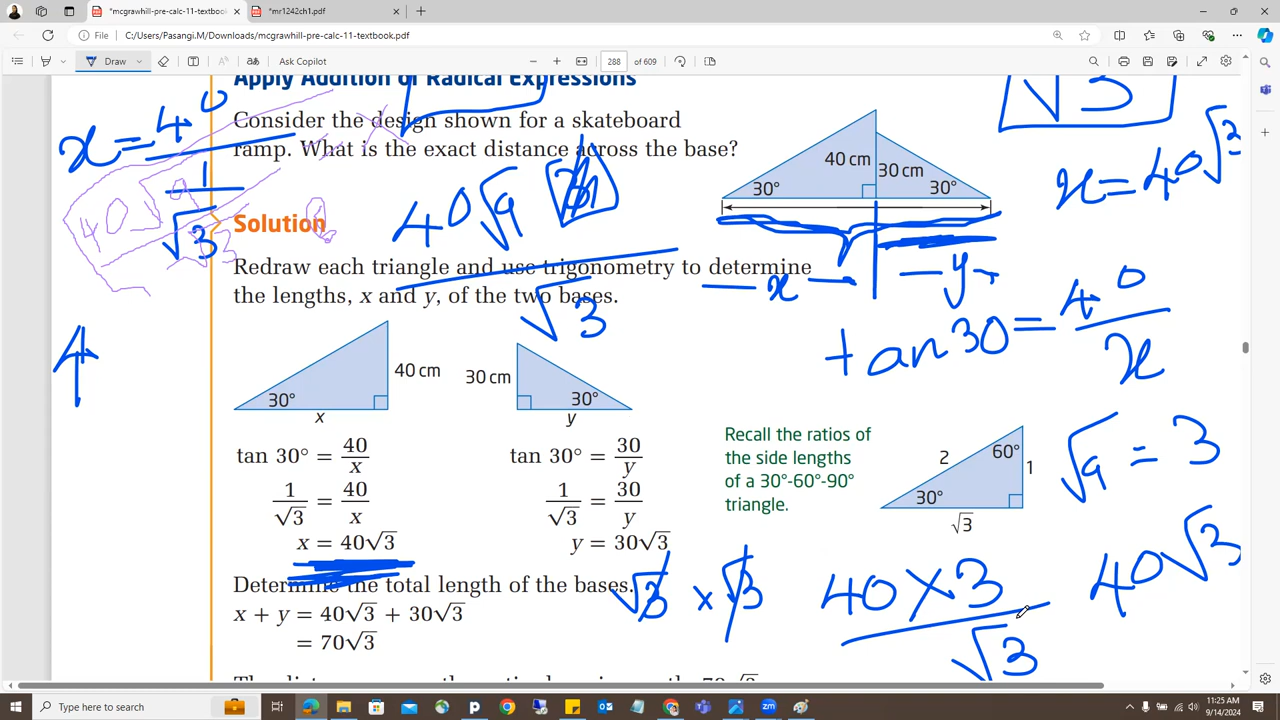 *mcgrawhill-pre-calc-11-textbook.
*mr1242ch1.pdf
File
C:/Users/Pasangi.M/Downloads/mcgrawhill-pre-calc-11-textbook.pdf
Draw
Ask Copilot
288 of 609
Apply Addition of Radical Expressions
Consider the design shown for a skateboard
ramp. What is the exact distance across the base?
Solution
Redraw each triangle and use trigonometry to determine
the lengths, x and y, of the two bases.
40 cm
30 cm
30°
30°
40 cm
30°
x
30 cm
30°
y
tan 30° = 40/x
1/√3 = 40/x
x = 40√3
tan 30° = 30/y
1/√3 = 30/y
y = 30√3
Recall the ratios of
the side lengths
of a 30°-60°-90°
triangle.
2
60°
1
30°
√3
Determine the total length of the bases.
x + y = 40√3 + 30√3
= 70√3
x = 40
1
√3
40√9
√3
√3
x = 40√3
x
y
tan 30 = 40/x
√9 = 3
40√3
√3 × √3
40 × 3
√3
4
Type here to search
11:25 AM
9/14/2024